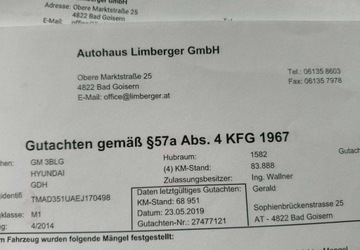 Limberger GmbH
Adresse: Obere Marktstraße 25
4822 Bad Goisern
E-Mail:
Autohaus Limberger GmbH
Obere Marktstraße 25
4822 Bad Goisern
E-Mail: office@limberger.at
Tel.: 06135 8603
Fax: 06135 7978
Gutachten gemäß §57a Abs. 4 KFG 1967
GM 3BLG
HYUNDAI
GDH
TMAD351UAEJ170498
M1
4/2014
Hubraum: 1582
(4) KM-Stand: 83.888
Zulassungsbesitzer: Ing. Wallner
Gerald
Sophienbrückenstrasse 25
AT - 4822 Bad Goisern
Daten letztgültiges Gutachten:
KM-Stand: 68 951
Datum: 23.05.2019
Gutachten-Nr.: 27477121
m Fahrzeug wurden folgende Mängel festgestellt: